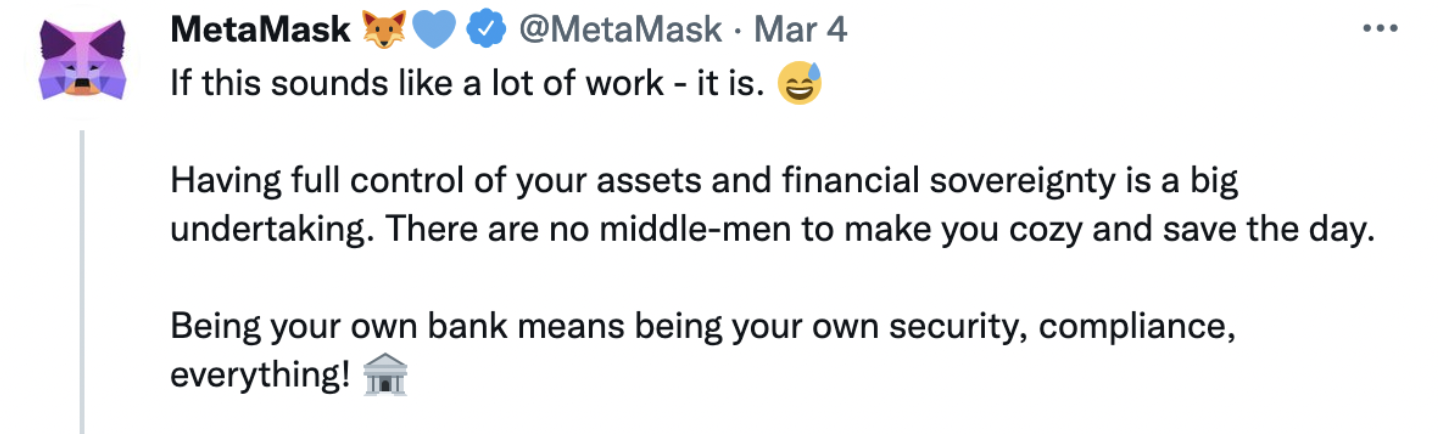 MetaMask 🦊💙 @MetaMask · Mar 4
If this sounds like a lot of work - it is. 😅
Having full control of your assets and financial sovereignty is a big
undertaking. There are no middle-men to make you cozy and save the day.
Being your own bank means being your own security, compliance,
everything! 🏛️